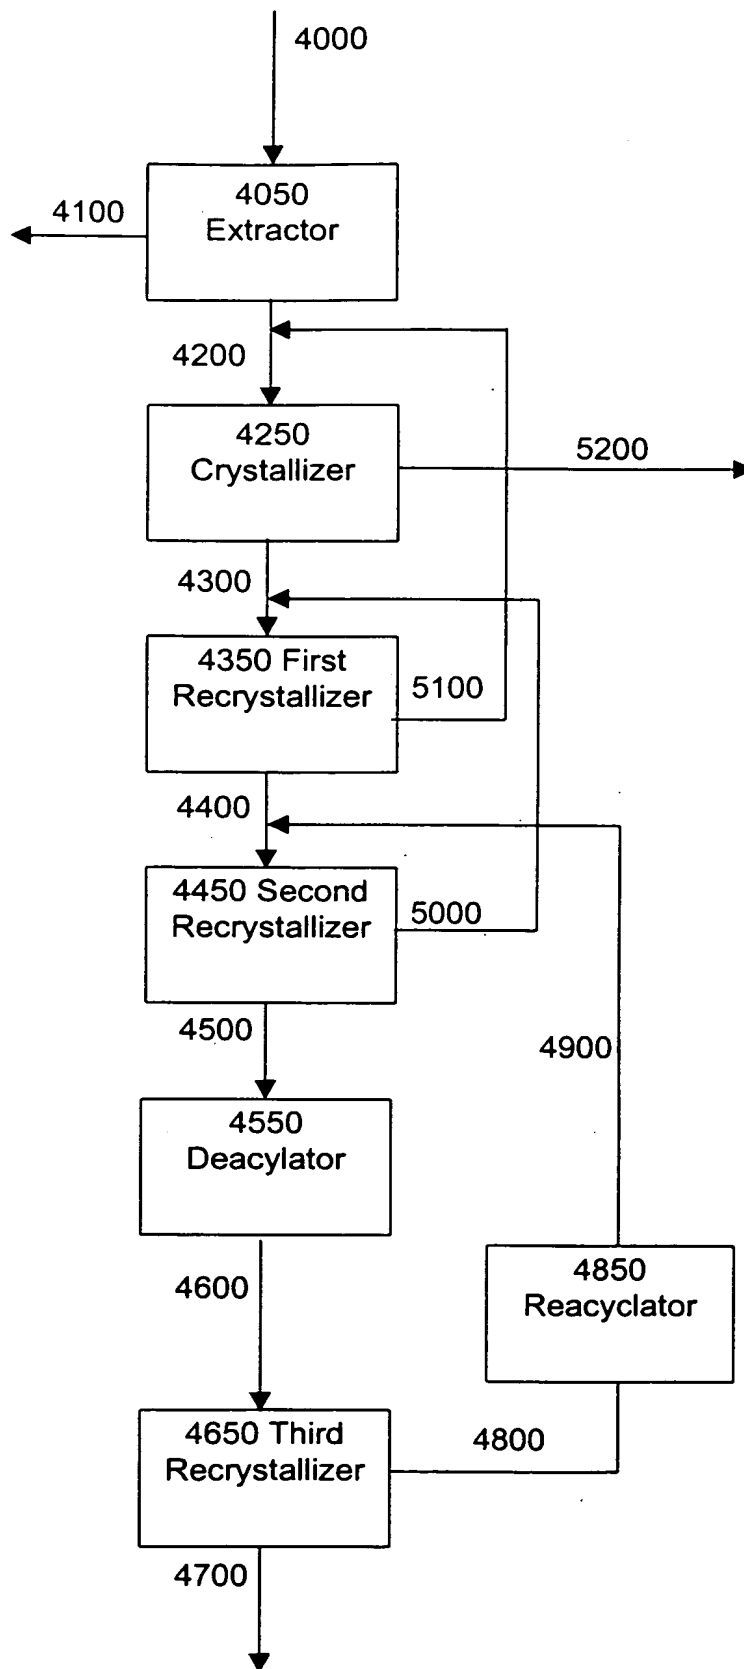 4000
4050
Extractor
4100
4200
4250
Crystallizer
5200
4300
4350 First
Recrystallizer
5100
4400
4450 Second
Recrystallizer
5000
4500
4900
4550
Deacylator
4600
4850
Reacyclator
4650 Third
Recrystallizer
4800
4700